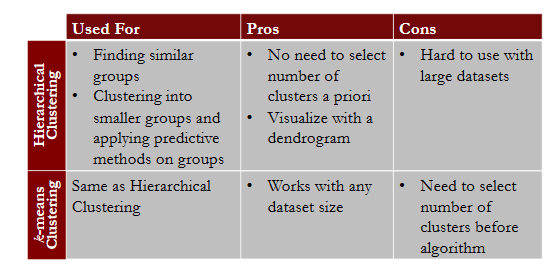 Used For
Pros
Cons
Hierarchical
Clustering
• Finding similar
groups
• Clustering into
smaller groups and
applying predictive
methods on groups
• No need to select
number of
clusters a priori
• Visualize with a
dendrogram
• Hard to use with
large datasets
k-means
Clustering
Same as Hierarchical
Clustering
• Works with any
dataset size
• Need to select
number of
clusters before
algorithm